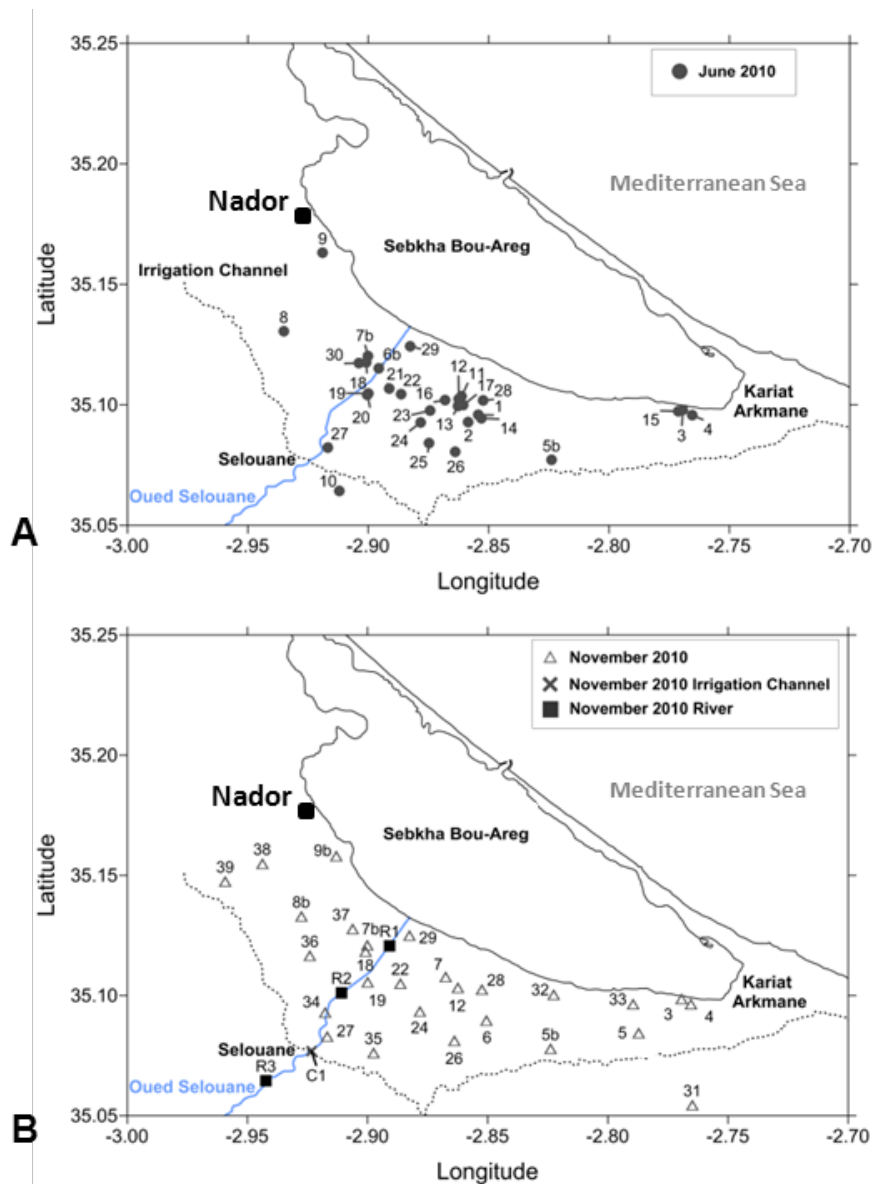 35.25
June 2010
35.20
Mediterranean Sea
Nador
9
Sebkha Bou-Areg
Irrigation Channel
35.15
Latitude
8
7b
6b
29
30
12
11
18
21
22
16
17
28
Kariat
Arkmane
19
35.10
20
23
13
2
1
14
15
3
4
24
27
25
26
5b
Selouane
10
Oued Selouane
A
35.05
-3.00
-2.95
-2.90
-2.85
-2.80
-2.75
-2.70
Longitude
35.25
November 2010
November 2010 Irrigation Channel
November 2010 River
35.20
Mediterranean Sea
Nador
Sebkha Bou-Areg
38
9b
39
35.15
Latitude
8b
37
7b
R1
29
36
18
R2
22
7
28
32
33
Kariat
Arkmane
35.10
19
12
3
4
34
24
6
5
27
35
26
5b
Selouane
R3
C1
Oued Selouane
31
B
35.05
-3.00
-2.95
-2.90
-2.85
-2.80
-2.75
-2.70
Longitude